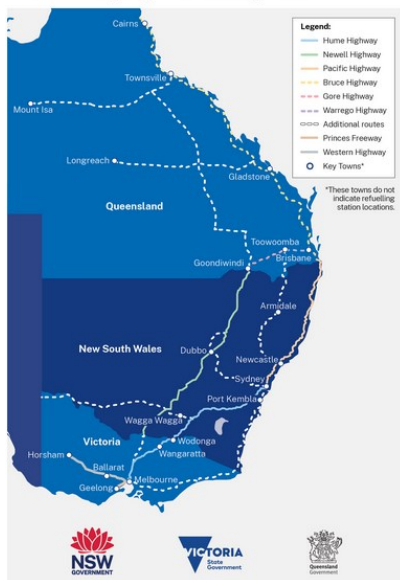 Cairns
Townsville
Mount Isa
Longreach
Gladstone
Queensland
Toowoomba
Brisbane
Goondiwindi
Armidale
New South Wales
Dubbo
Newcastle
Sydney
Port Kembla
Wagga Wagga
Victoria
Wodonga
Horsham
Wangaratta
Ballarat
Melbourne
Geelong
Legend:
Hume Highway
Newell Highway
Pacific Highway
Bruce Highway
Gore Highway
Warrego Highway
Additional routes
Princes Freeway
Western Highway
Key Towns*
*These towns do not
indicate refuelling
station locations.
NSW
GOVERNMENT
VICTORIA
State
Government
Queensland
Government